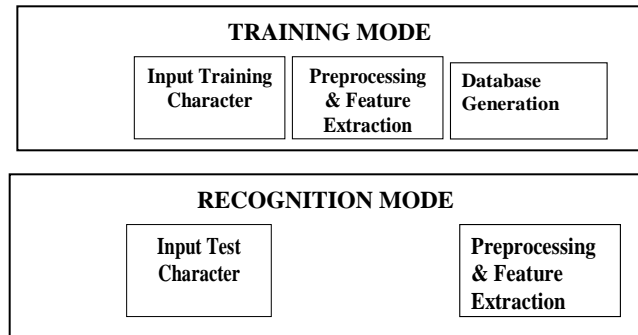 TRAINING MODE
Input Training
Character
Preprocessing
& Feature
Extraction
Database
Generation
RECOGNITION MODE
Input Test
Character
Preprocessing
& Feature
Extraction